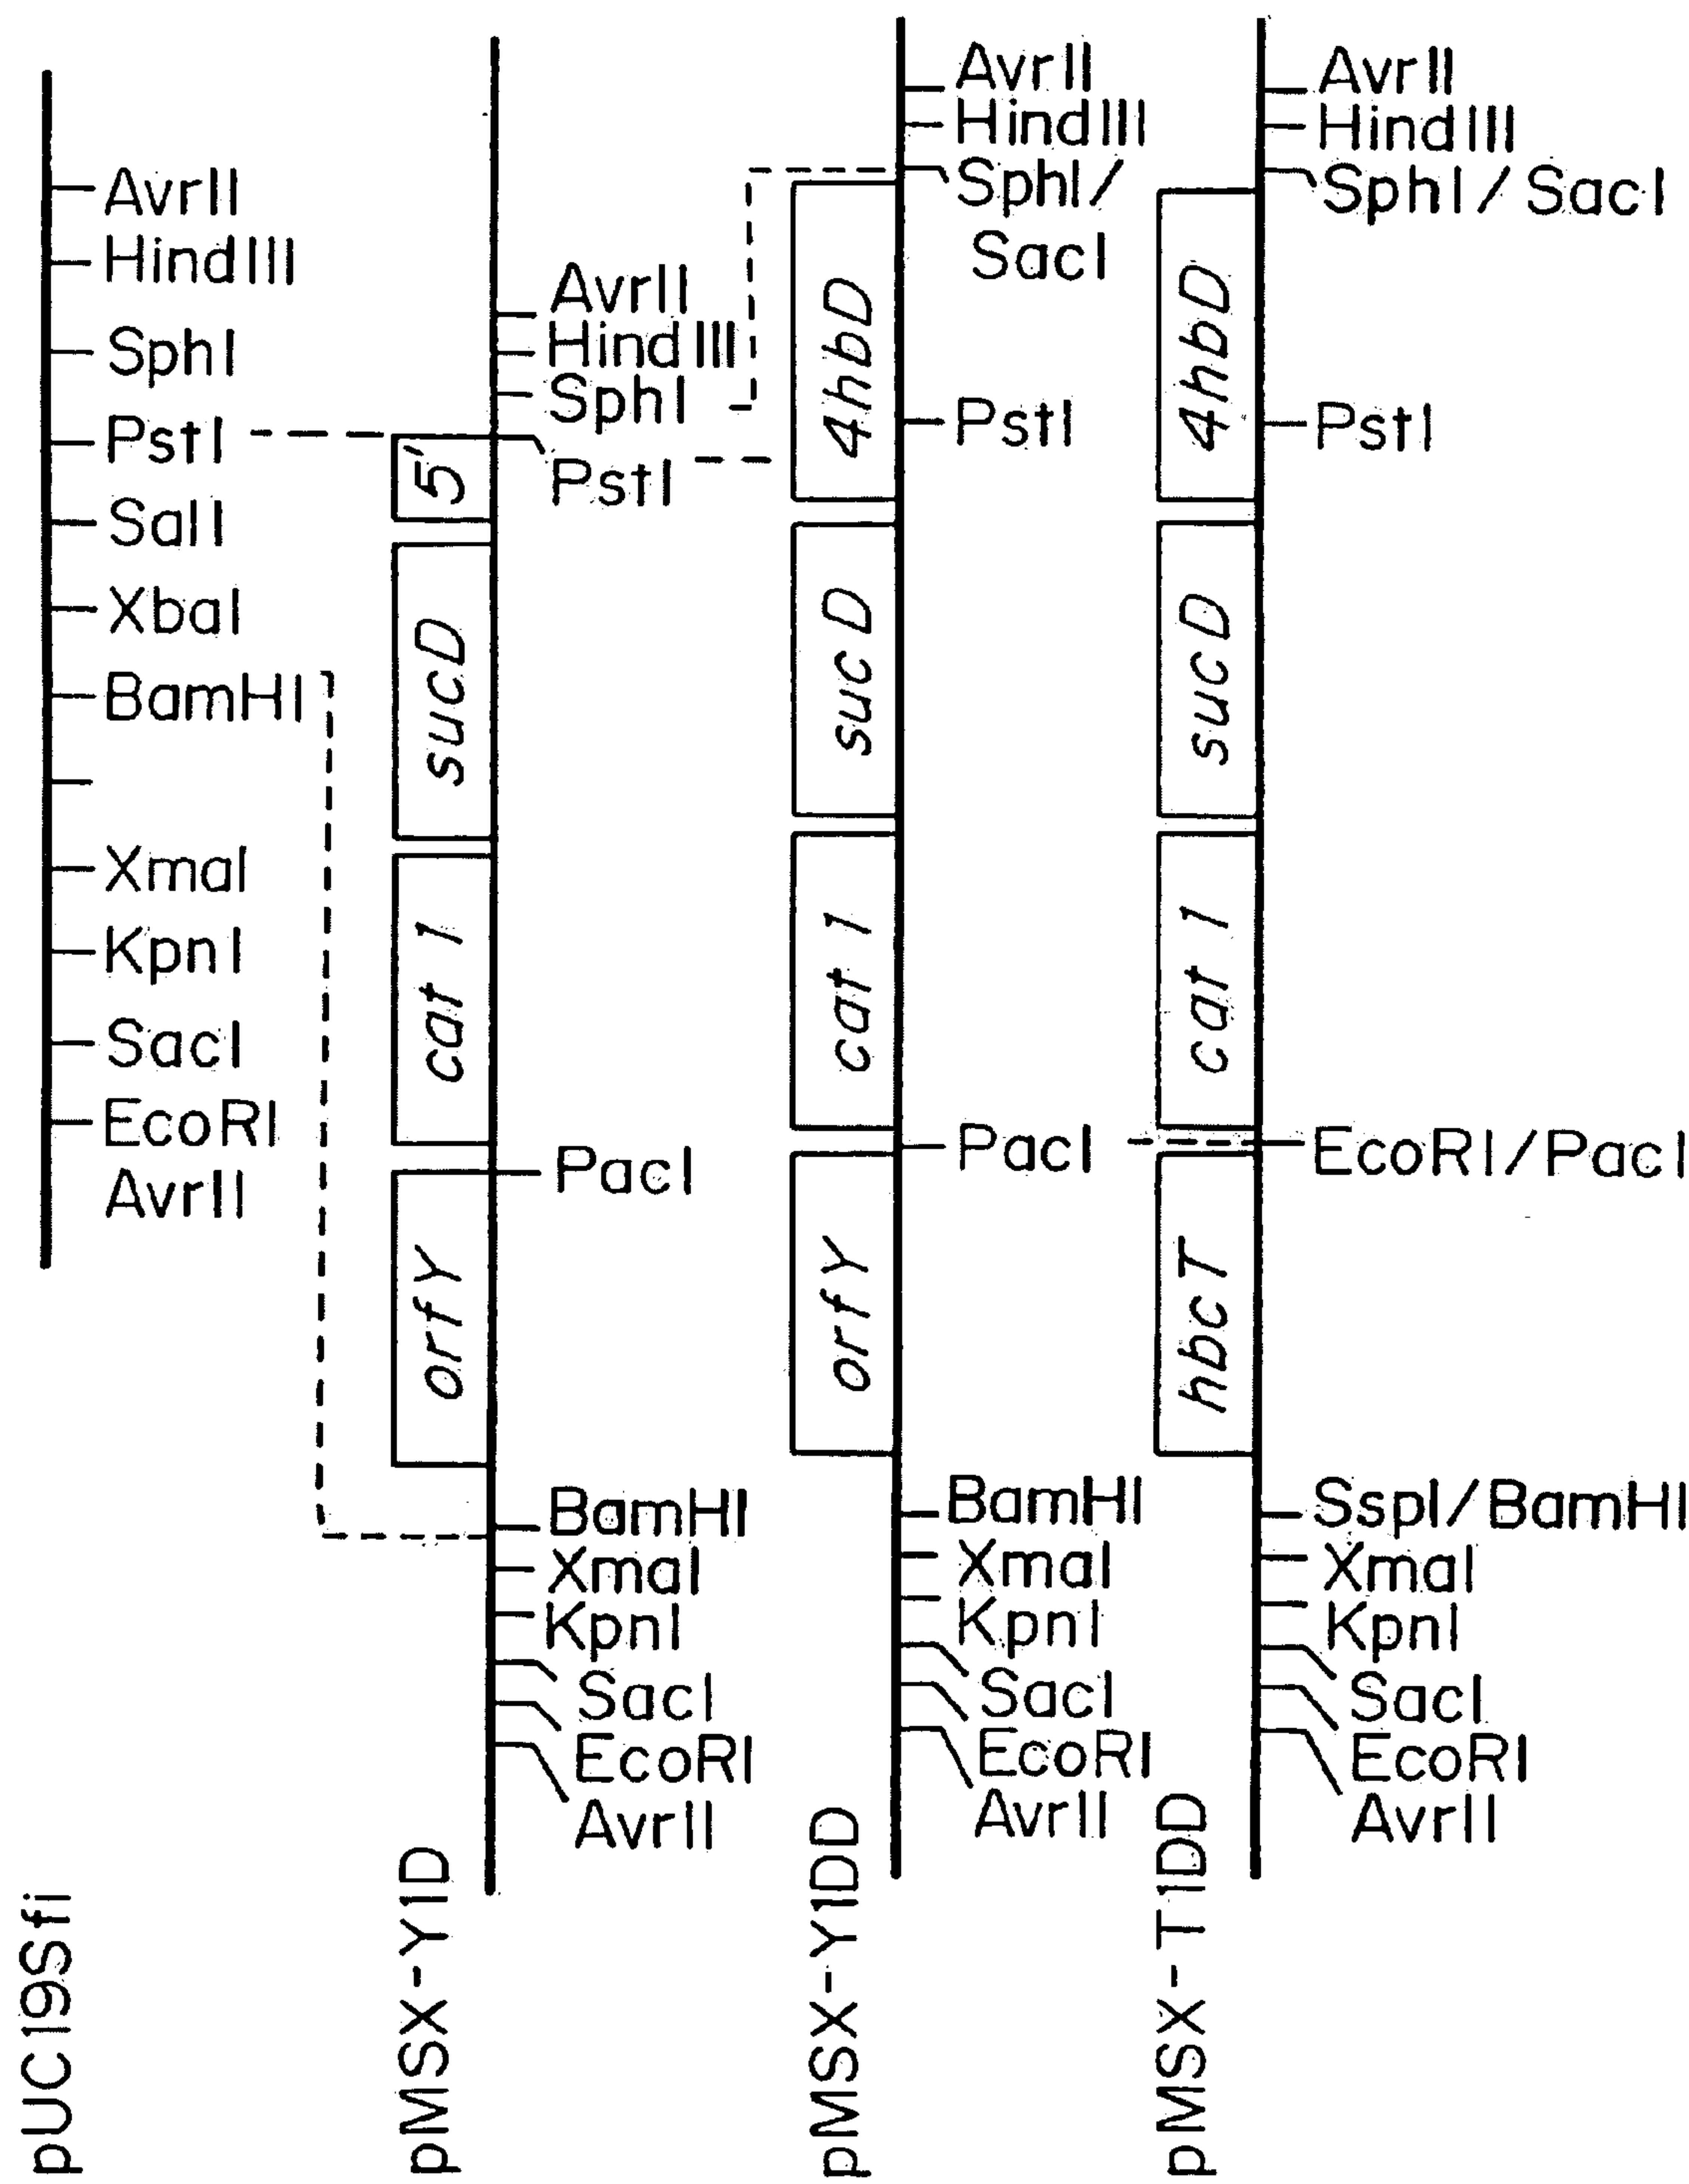 AvrII
HindIII
SphI
PstI
SalI
XbaI
BamHI
XmaI
KpnI
SacI
EcoRI
AvrII
pUC19Sfi
5'
sucD
cat 1
orfY
AvrII
HindIII
SphI
PstI
PacI
BamHI
XmaI
KpnI
SacI
EcoRI
AvrII
pMSX-Y1D
4hbD
sucD
cat 1
orfY
AvrII
HindIII
SphI/
SacI
PstI
PacI
BamHI
XmaI
KpnI
SacI
EcoRI
AvrII
pMSX-Y1DD
4hbD
sucD
cat 1
hbcT
AvrII
HindIII
SphI/SacI
PstI
EcoRI/PacI
SspI/BamHI
XmaI
KpnI
SacI
EcoRI
AvrII
pMSX-T1DD